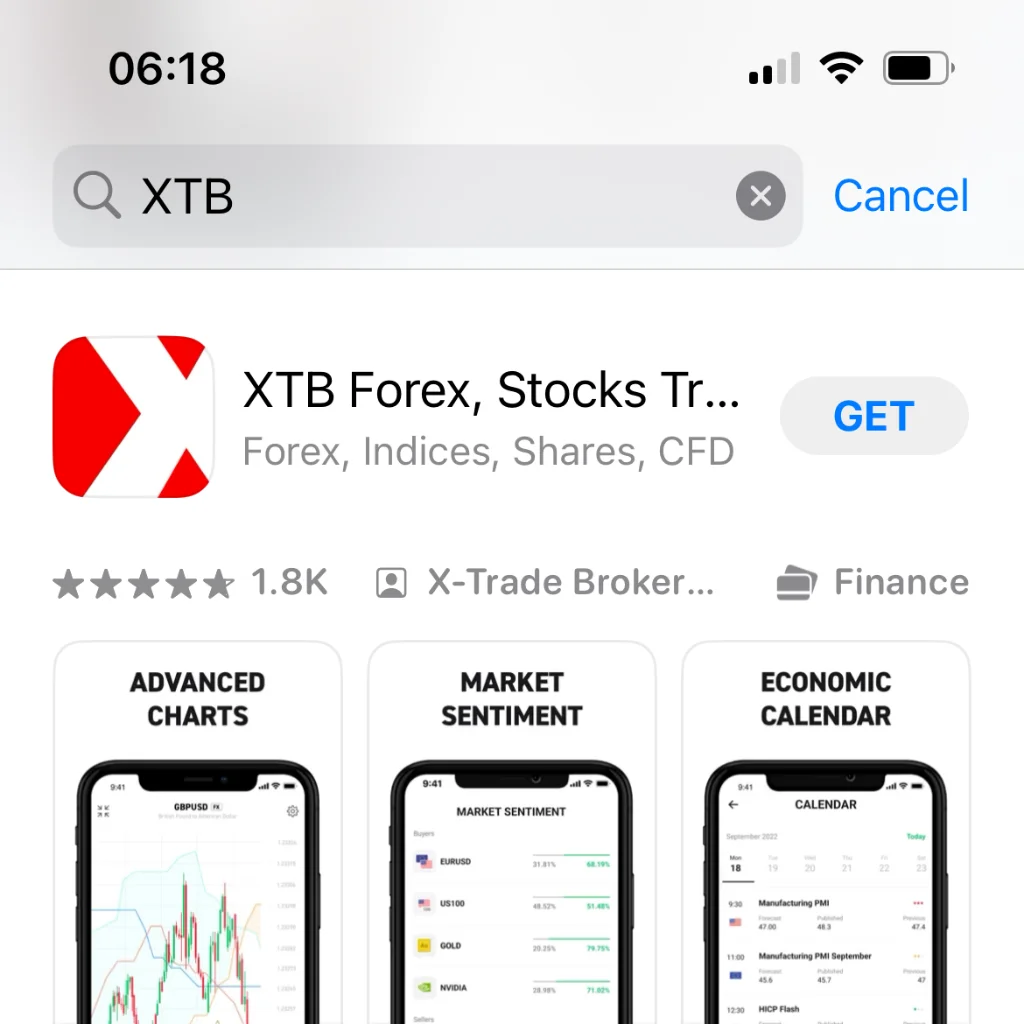 06:18
XTB
Cancel
XTB Forex, Stocks Tr...
Forex, Indices, Shares, CFD
GET
1.8K
X-Trade Broker...
Finance
ADVANCED
CHARTS
9:41
GBPUSD FX
British Pound to American Dollar
MARKET
SENTIMENT
9:41
MARKET SENTIMENT
Buyers
EURUSD
31.81%
68.19%
US100
48.52%
51.48%
GOLD
20.25%
79.75%
NVIDIA
28.98%
71.02%
Sellers
ECONOMIC
CALENDAR
9:41
CALENDAR
September 2022
Today
Mon Tue Wed Thu Fri Sat
18 19 20 21 22 23
9:30
Manufacturing PMI
Forecast Published Previous
47.00 48.3 47.4
11:00
Manufacturing PMI September
Forecast Published Previous
45.6 45.7 47
12:30
HICP Flash
Forecast Published Previous